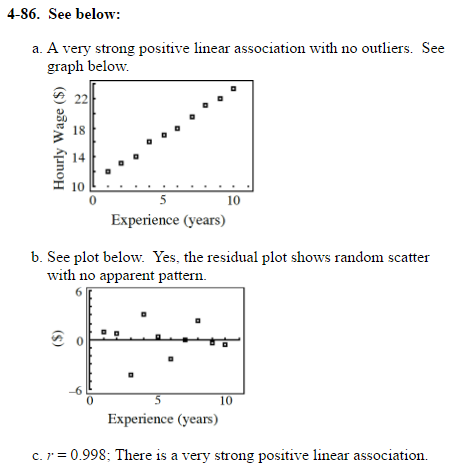 4-86. See below:
a. A very strong positive linear association with no outliers. See
graph below.
Hourly Wage ($)
22
18
14
10
0 5 10
Experience (years)
b. See plot below. Yes, the residual plot shows random scatter
with no apparent pattern.
($)
6
0
-6
0 5 10
Experience (years)
c. r = 0.998; There is a very strong positive linear association.